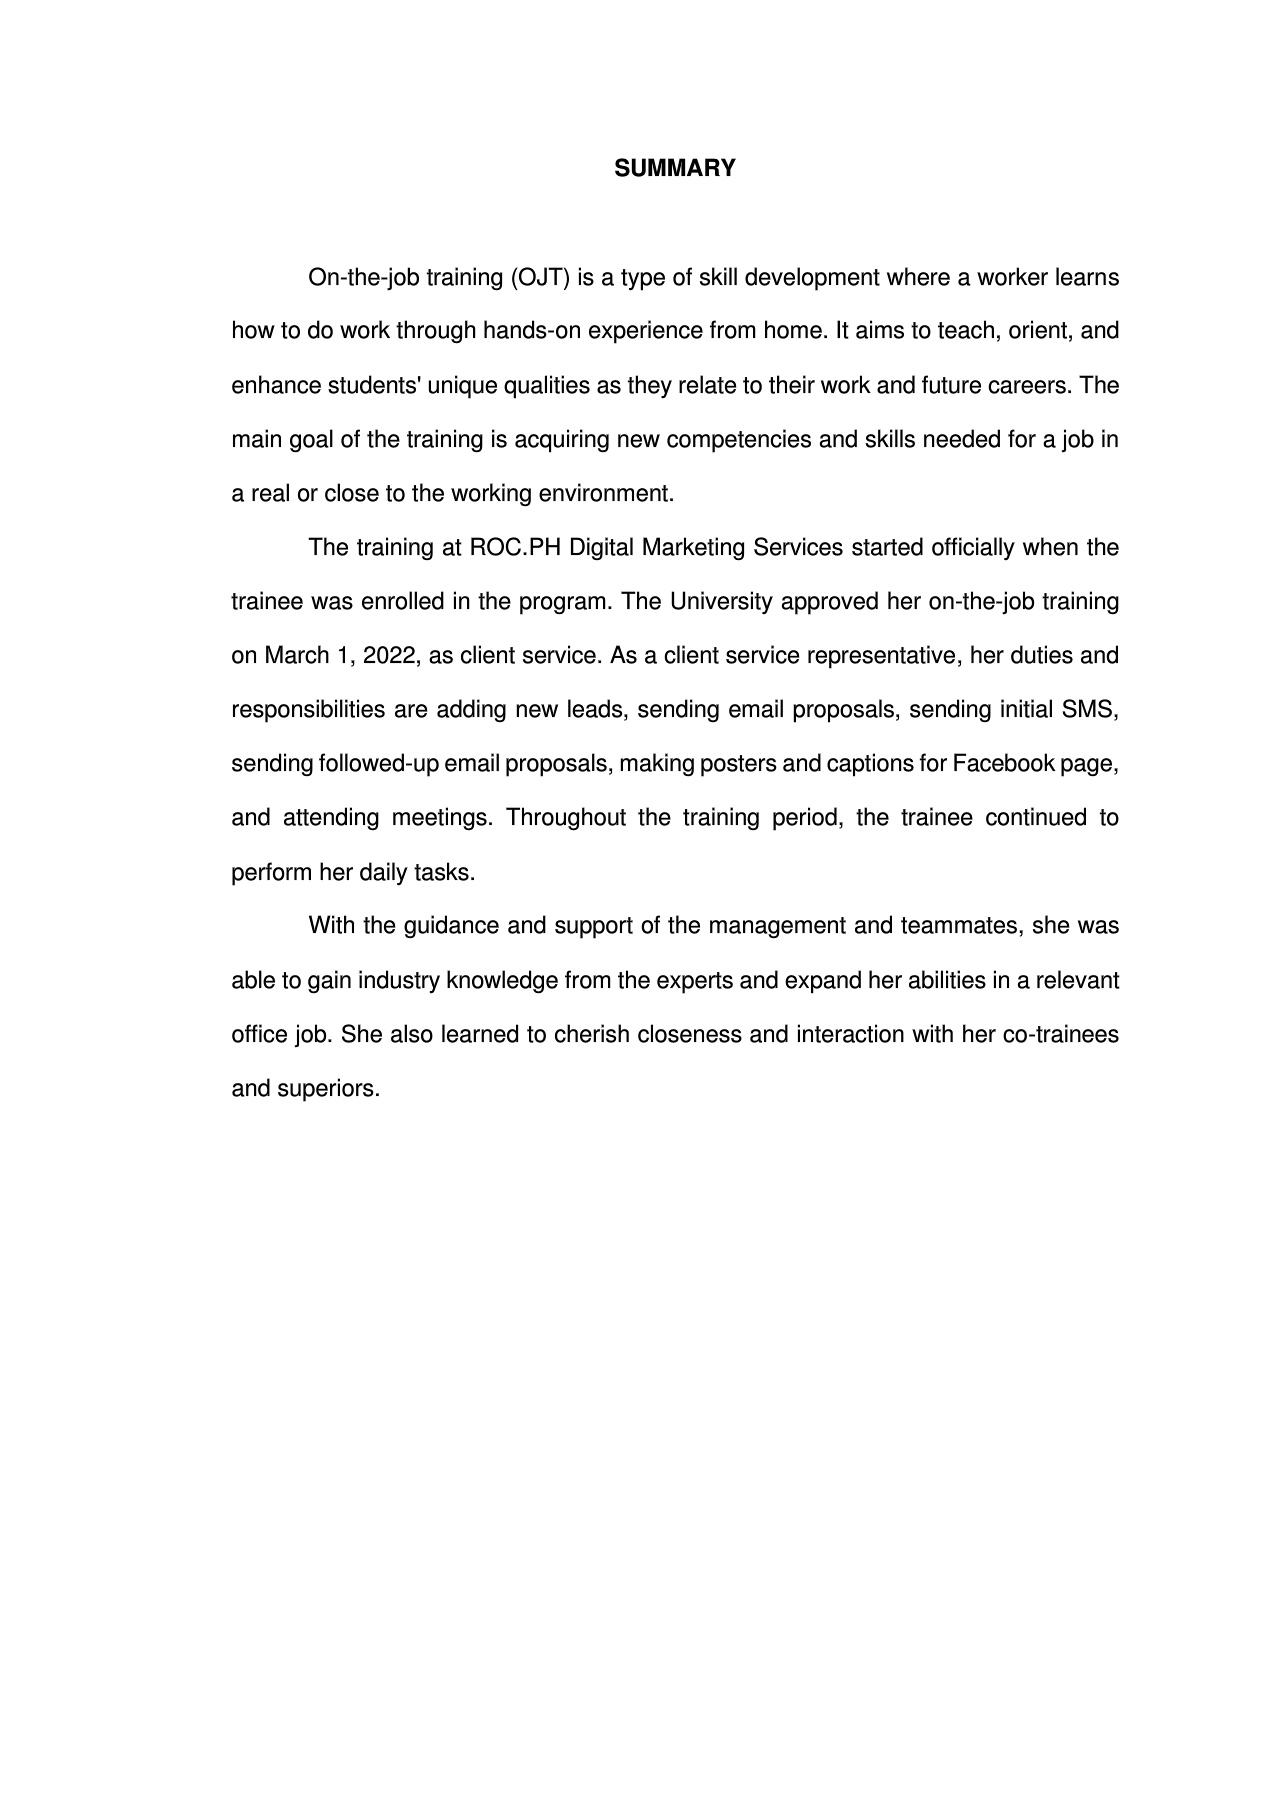 SUMMARY
On-the-job training (OJT) is a type of skill development where a worker learns
how to do work through hands-on experience from home. It aims to teach, orient, and
enhance students' unique qualities as they relate to their work and future careers. The
main goal of the training is acquiring new competencies and skills needed for a job in
a real or close to the working environment.
The training at ROC.PH Digital Marketing Services started officially when the
trainee was enrolled in the program. The University approved her on-the-job training
on March 1, 2022, as client service. As a client service representative, her duties and
responsibilities are adding new leads, sending email proposals, sending initial SMS,
sending followed-up email proposals, making posters and captions for Facebook page,
and attending meetings. Throughout the training period, the trainee continued to
perform her daily tasks.
With the guidance and support of the management and teammates, she was
able to gain industry knowledge from the experts and expand her abilities in a relevant
office job. She also learned to cherish closeness and interaction with her co-trainees
and superiors.